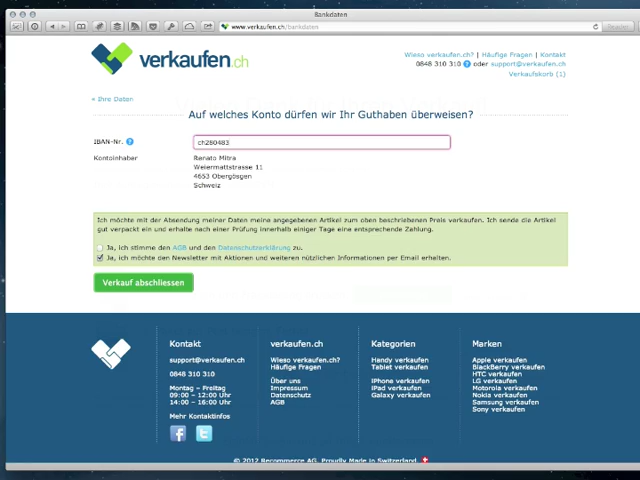 Bankdaten
www.verkaufen.ch/bankdaten
Reader
verkaufen.ch
Wieso verkaufen.ch? | Häufige Fragen | Kontakt
0848 310 310 ? oder support@verkaufen.ch
Verkaufskorb (1)
« Ihre Daten
Auf welches Konto dürfen wir Ihr Guthaben überweisen?
IBAN-Nr. ? ch280483
Kontoinhaber Renato Mitra
Weiermattstrasse 11
4653 Obergösgen
Schweiz
Ich möchte mit der Absendung meiner Daten meine angegebenen Artikel zum oben beschriebenen Preis verkaufen. Ich sende die Artikel
gut verpackt ein und erhalte nach einer Prüfung innerhalb einiger Tage eine entsprechende Zahlung.
Ja, ich stimme den AGB und den Datenschutzerklärung zu.
Ja, ich möchte den Newsletter mit Aktionen und weiteren nützlichen Informationen per Email erhalten.
Verkauf abschliessen
Kontakt
support@verkaufen.ch
0848 310 310
Montag – Freitag
09:00 – 12:00 Uhr
14:00 – 16:00 Uhr
Mehr Kontaktinfos
verkaufen.ch
Wieso verkaufen.ch?
Häufige Fragen
Über uns
Impressum
Datenschutz
AGB
Kategorien
Handy verkaufen
Tablet verkaufen
iPhone verkaufen
iPad verkaufen
Galaxy verkaufen
Marken
Apple verkaufen
BlackBerry verkaufen
HTC verkaufen
LG verkaufen
Motorola verkaufen
Nokia verkaufen
Samsung verkaufen
Sony verkaufen
© 2012 Recommerce AG. Proudly Made in Switzerland.